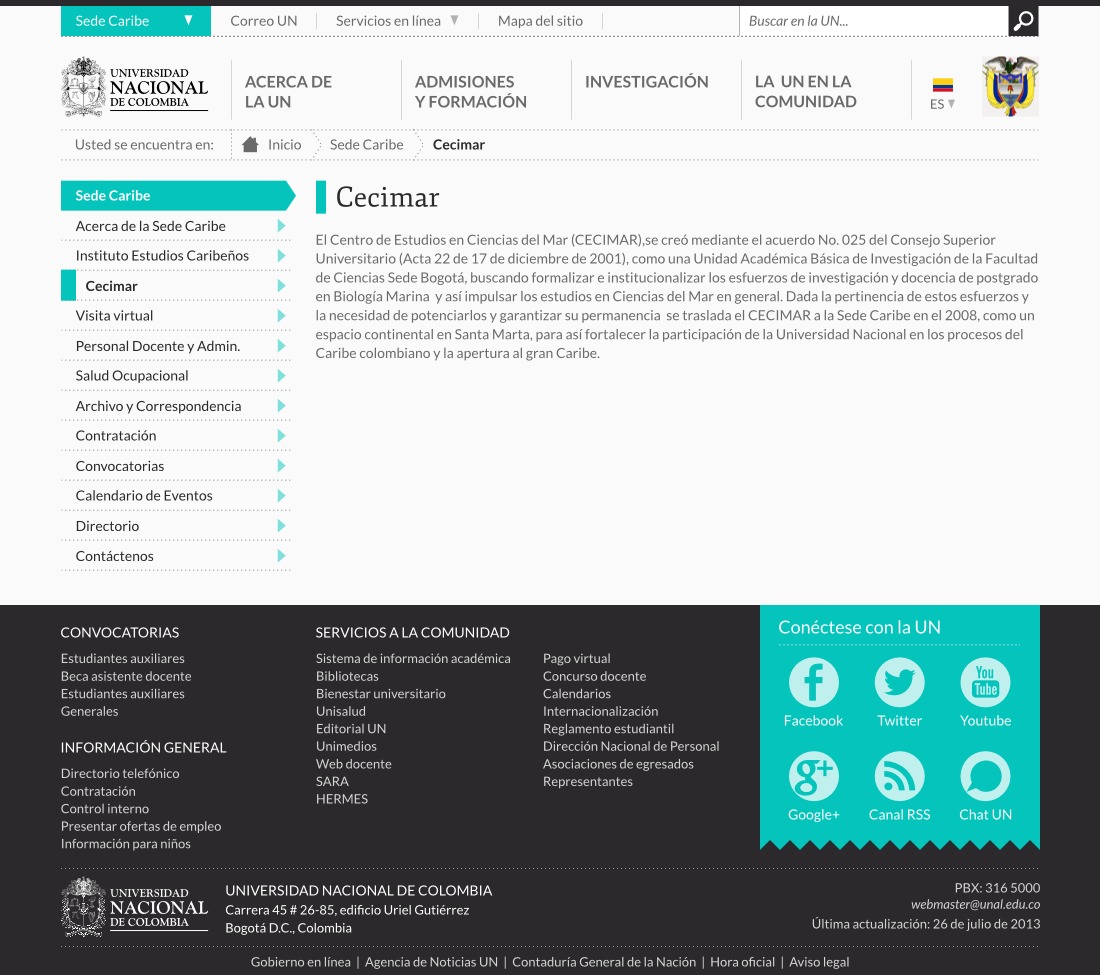 Sede Caribe
Correo UN
Servicios en línea
Mapa del sitio
Buscar en la UN...
UNIVERSIDAD
NACIONAL
DE COLOMBIA
ACERCA DE
LA UN
ADMISIONES
Y FORMACIÓN
INVESTIGACIÓN
LA UN EN LA
COMUNIDAD
ES
Usted se encuentra en:
Inicio
Sede Caribe
Cecimar
Sede Caribe
Acerca de la Sede Caribe
Instituto Estudios Caribeños
Cecimar
Visita virtual
Personal Docente y Admin.
Salud Ocupacional
Archivo y Correspondencia
Contratación
Convocatorias
Calendario de Eventos
Directorio
Contáctenos
Cecimar
El Centro de Estudios en Ciencias del Mar (CECIMAR),se creó mediante el acuerdo No. 025 del Consejo Superior
Universitario (Acta 22 de 17 de diciembre de 2001), como una Unidad Académica Básica de Investigación de la Facultad
de Ciencias Sede Bogotá, buscando formalizar e institucionalizar los esfuerzos de investigación y docencia de postgrado
en Biología Marina y así impulsar los estudios en Ciencias del Mar en general. Dada la pertinencia de estos esfuerzos y
la necesidad de potenciarlos y garantizar su permanencia se traslada el CECIMAR a la Sede Caribe en el 2008, como un
espacio continental en Santa Marta, para así fortalecer la participación de la Universidad Nacional en los procesos del
Caribe colombiano y la apertura al gran Caribe.
CONVOCATORIAS
Estudiantes auxiliares
Beca asistente docente
Estudiantes auxiliares
Generales
INFORMACIÓN GENERAL
Directorio telefónico
Contratación
Control interno
Presentar ofertas de empleo
Información para niños
SERVICIOS A LA COMUNIDAD
Sistema de información académica
Bibliotecas
Bienestar universitario
Unisalud
Editorial UN
Unimedios
Web docente
SARA
HERMES
Pago virtual
Concurso docente
Calendarios
Internacionalización
Reglamento estudiantil
Dirección Nacional de Personal
Asociaciones de egresados
Representantes
Conéctese con la UN
You
Tube
Facebook
Twitter
Youtube
g+
Google+
Canal RSS
Chat UN
UNIVERSIDAD
NACIONAL
DE COLOMBIA
UNIVERSIDAD NACIONAL DE COLOMBIA
Carrera 45 # 26-85, edificio Uriel Gutiérrez
Bogotá D.C., Colombia
PBX: 316 5000
webmaster@unal.edu.co
Última actualización: 26 de julio de 2013
Gobierno en línea | Agencia de Noticias UN | Contaduría General de la Nación | Hora oficial | Aviso legal